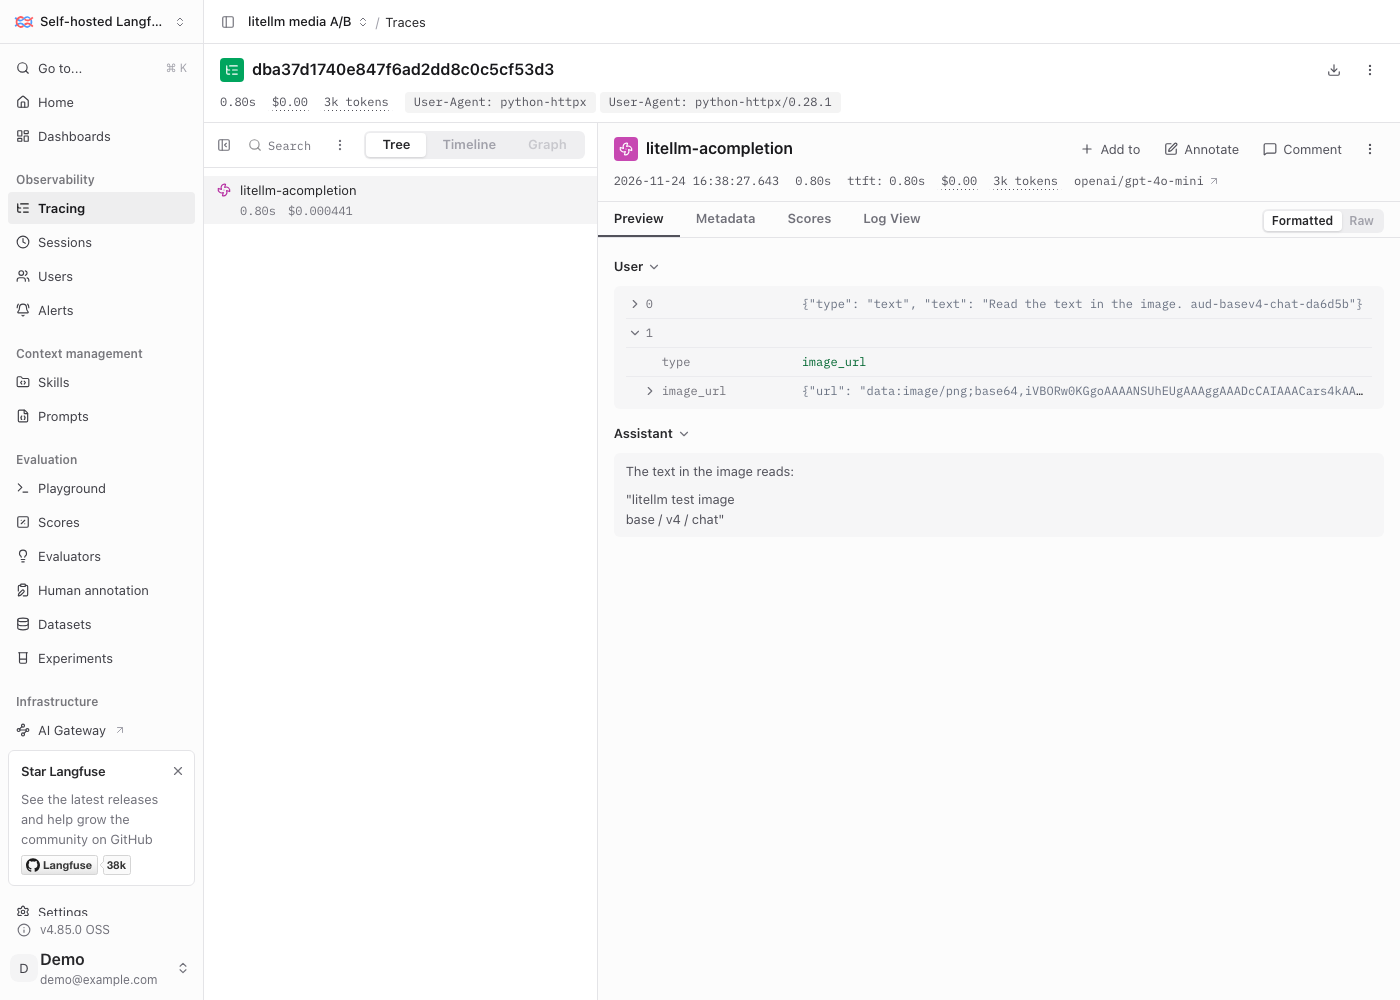 Self-hosted Langf...
litellm media A/B / Traces
Go to... ⌘ K
Home
Dashboards
Observability
Tracing
Sessions
Users
Alerts
Context management
Skills
Prompts
Evaluation
Playground
Scores
Evaluators
Human annotation
Datasets
Experiments
Infrastructure
AI Gateway
Star Langfuse
See the latest releases
and help grow the
community on GitHub
Langfuse 38k
Settings
v4.85.0 OSS
D Demo
demo@example.com
dba37d1740e847f6ad2dd8c0c5cf53d3
0.80s $0.00 3k tokens User-Agent: python-httpx User-Agent: python-httpx/0.28.1
Search Tree Timeline Graph
litellm-acompletion
0.80s $0.000441
litellm-acompletion
Add to Annotate Comment
2026-11-24 16:38:27.643 0.80s ttft: 0.80s $0.00 3k tokens openai/gpt-4o-mini
Preview Metadata Scores Log View Formatted Raw
User
0 {"type": "text", "text": "Read the text in the image. aud-basev4-chat-da6d5b"}
1
type image_url
image_url {"url": "data:image/png;base64,iVBORw0KGgoAAAANSUhEUgAAAggAAADcCAIAAACars4kAA…
Assistant
The text in the image reads:
"litellm test image
base / v4 / chat"